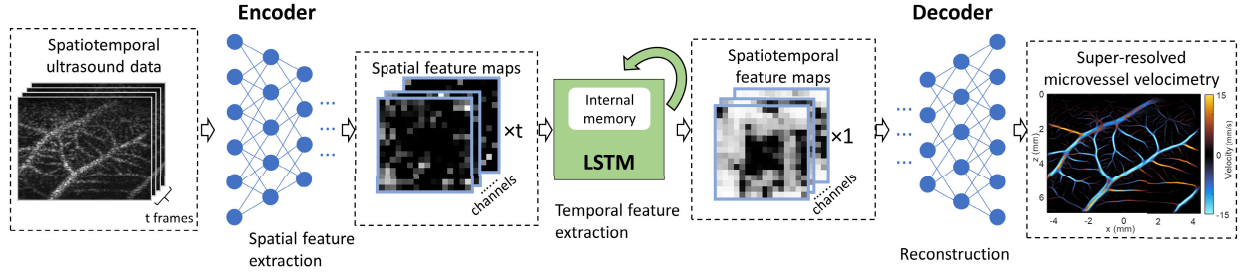 Encoder
Decoder
Spatiotemporal
ultrasound data
t frames
Spatial feature
extraction
Spatial feature maps
×t
......
channels
Internal
memory
LSTM
Temporal feature
extraction
Spatiotemporal
feature maps
×1
......
channels
Reconstruction
Super-resolved
microvessel velocimetry
0
2
4
6
z (mm)
-4
-2
0
2
4
x (mm)
15
0
-15
Velocity (mm/s)